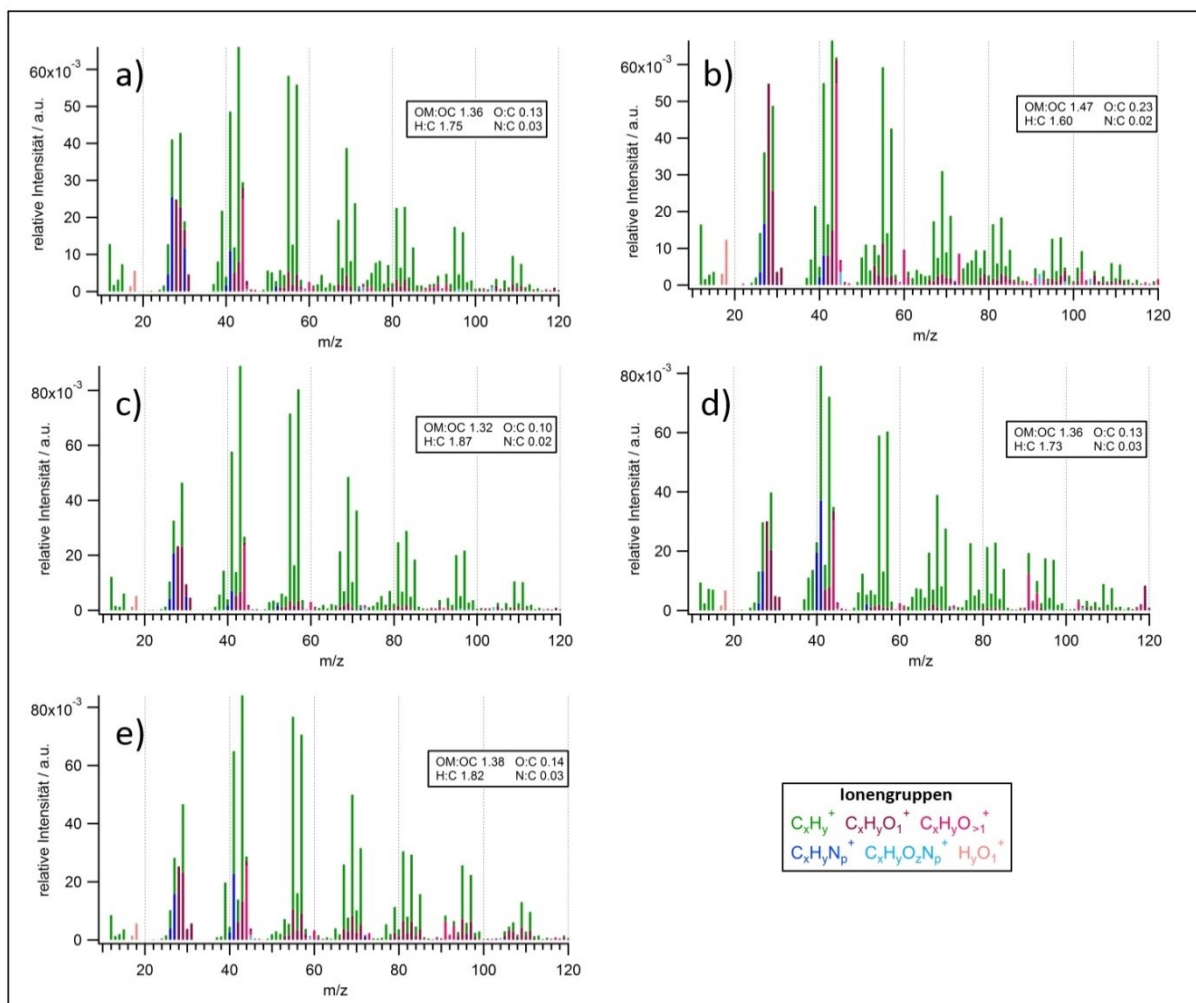 a)
60x10⁻³
50
40
30
20
10
0
relative Intensität / a.u.
OM:OC 1.36 O:C 0.13
H:C 1.75 N:C 0.03
20 40 60 80 100 120
m/z
b)
60x10⁻³
50
40
30
20
10
0
relative Intensität / a.u.
OM:OC 1.47 O:C 0.23
H:C 1.60 N:C 0.02
20 40 60 80 100 120
m/z
c)
80x10⁻³
60
40
20
0
relative Intensität / a.u.
OM:OC 1.32 O:C 0.10
H:C 1.87 N:C 0.02
20 40 60 80 100 120
m/z
d)
80x10⁻³
60
40
20
0
relative Intensität / a.u.
OM:OC 1.36 O:C 0.13
H:C 1.73 N:C 0.03
20 40 60 80 100 120
m/z
e)
80x10⁻³
60
40
20
0
relative Intensität / a.u.
OM:OC 1.38 O:C 0.14
H:C 1.82 N:C 0.03
20 40 60 80 100 120
m/z
Ionengruppen
CxHy⁺ CxHyO₁⁺ CxHyO>₁⁺
CxHyNp⁺ CxHyOzNp⁺ HyO₁⁺